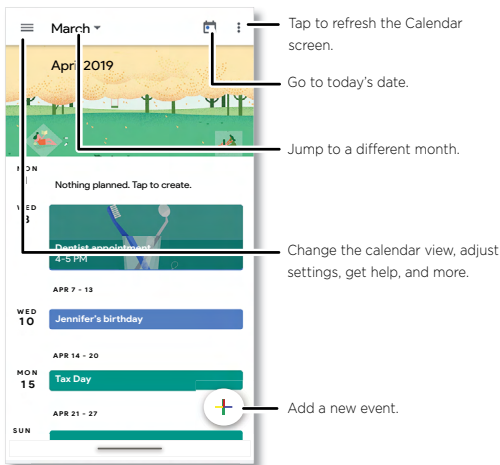 March
Tap to refresh the Calendar
screen.
April 2019
Go to today's date.
Jump to a different month.
MON
1
Nothing planned. Tap to create.
WED
3
Dentist appointment
4-5 PM
Change the calendar view, adjust
settings, get help, and more.
APR 7 - 13
WED
10
Jennifer's birthday
APR 14 - 20
MON
15
Tax Day
Add a new event.
APR 21 - 27
SUN